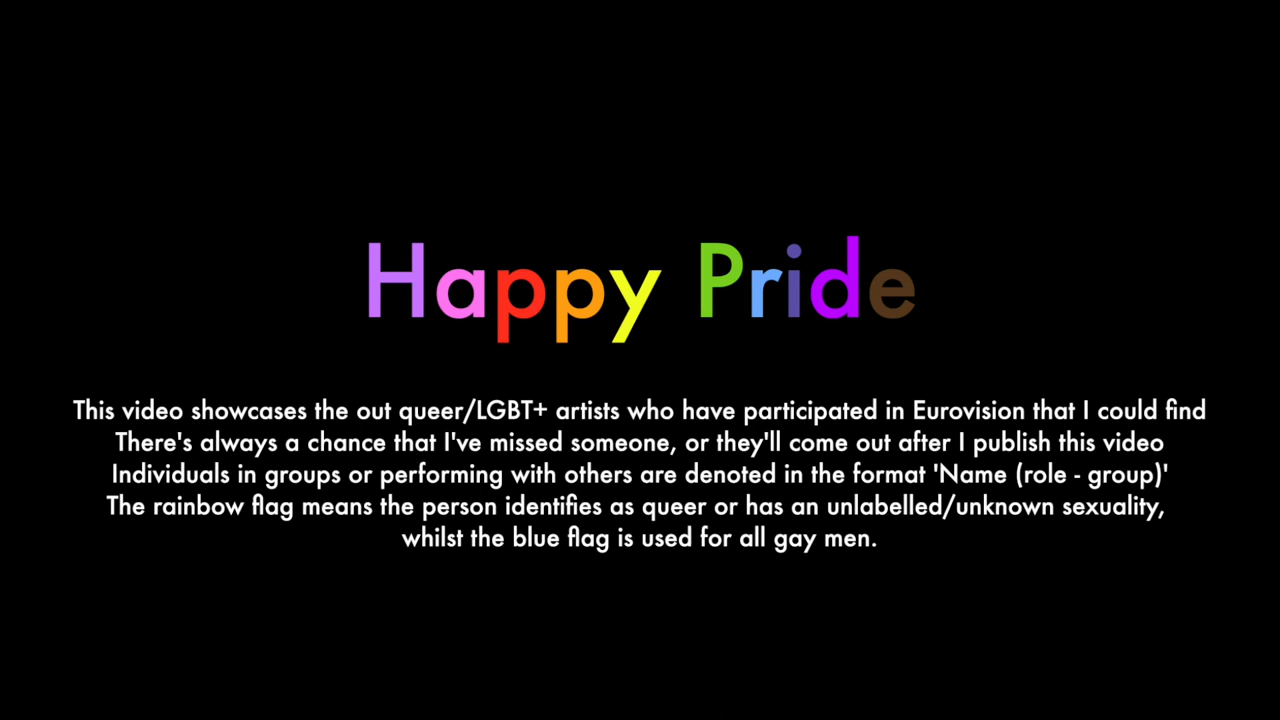 Happy Pride
This video showcases the out queer/LGBT+ artists who have participated in Eurovision that I could find
There's always a chance that I've missed someone, or they'll come out after I publish this video
Individuals in groups or performing with others are denoted in the format 'Name (role - group)'
The rainbow flag means the person identifies as queer or has an unlabelled/unknown sexuality,
whilst the blue flag is used for all gay men.